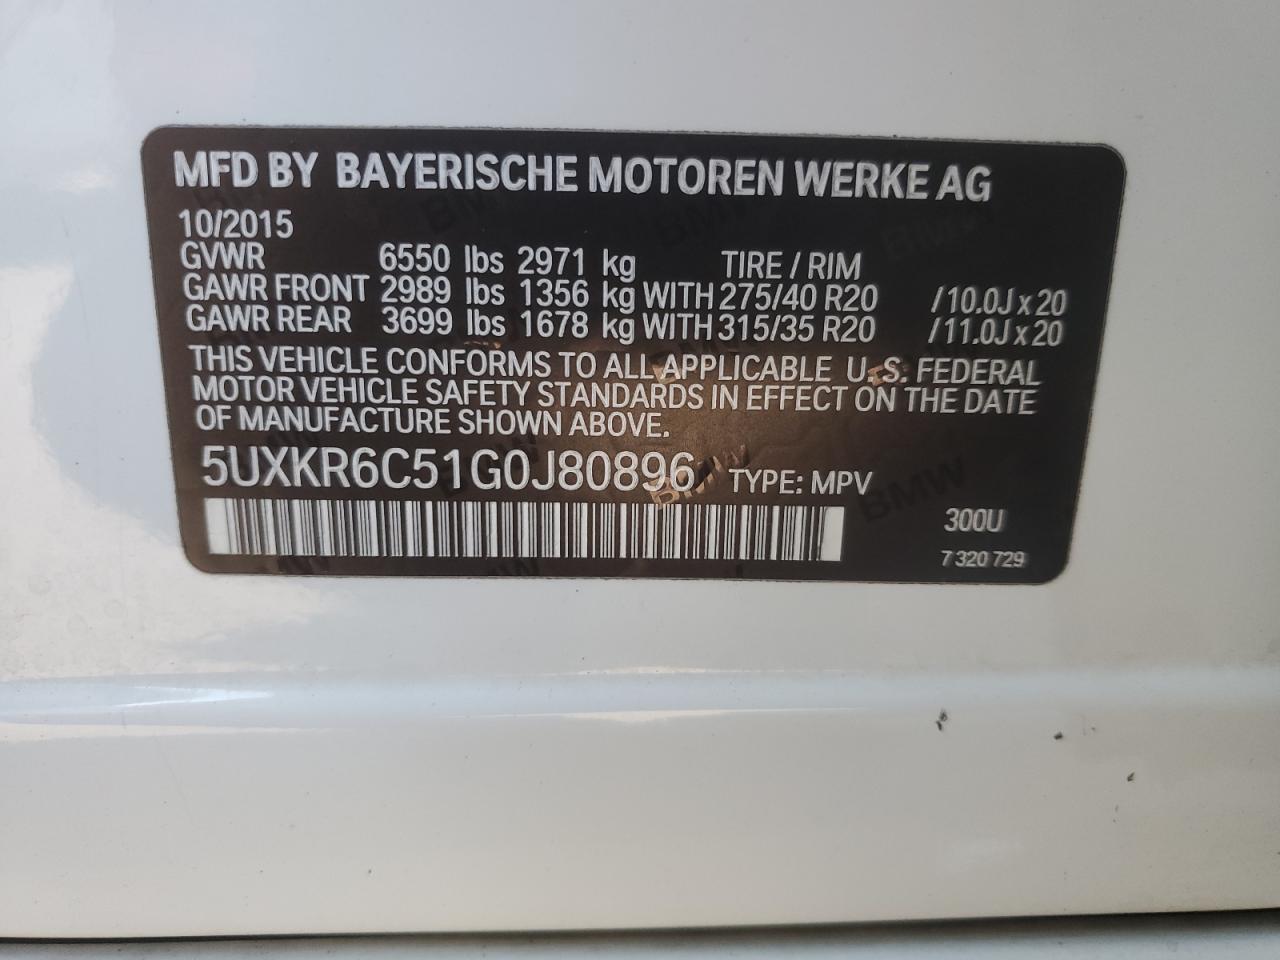 MFD BY BAYERISCHE MOTOREN WERKE AG
10/2015
GVWR 6550 lbs 2971 kg TIRE / RIM
GAWR FRONT 2989 lbs 1356 kg WITH 275/40 R20 / 10.0J x 20
GAWR REAR 3699 lbs 1678 kg WITH 315/35 R20 / 11.0J x 20
THIS VEHICLE CONFORMS TO ALL APPLICABLE U.S. FEDERAL
MOTOR VEHICLE SAFETY STANDARDS IN EFFECT ON THE DATE
OF MANUFACTURE SHOWN ABOVE.
5UXKR6C51G0J80896 TYPE: MPV
300U
7 320 729